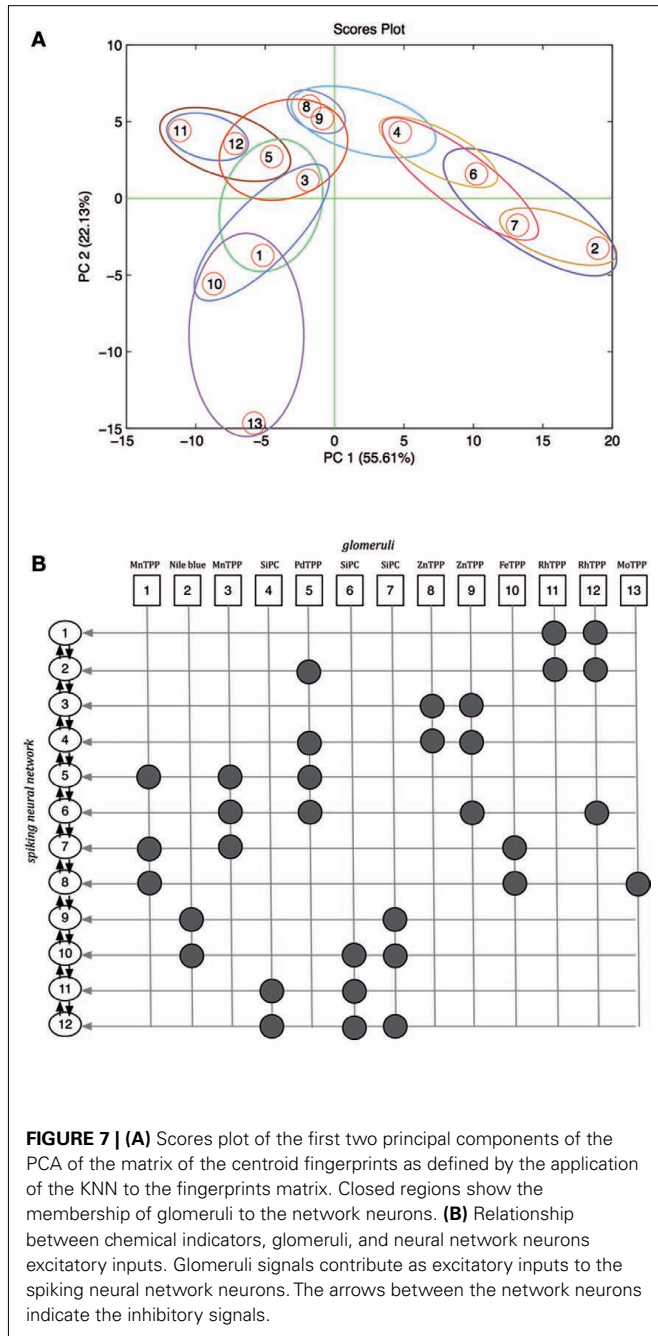 A
Scores Plot
10
5
0
−5
−10
−15
PC 2 (22.13%)
8
9
4
11
12
5
3
6
7
2
1
10
13
−15
−10
−5
0
5
10
15
20
PC 1 (55.61%)
B
glomeruli
MnTPP Nile blue MnTPP SiPC PdTPP SiPC SiPC ZnTPP ZnTPP FeTPP RhTPP RhTPP MoTPP
1 2 3 4 5 6 7 8 9 10 11 12 13
spiking neural network
1
2
3
4
5
6
7
8
9
10
11
12
FIGURE 7 | (A) Scores plot of the first two principal components of the
PCA of the matrix of the centroid fingerprints as defined by the application
of the KNN to the fingerprints matrix. Closed regions show the
membership of glomeruli to the network neurons. (B) Relationship
between chemical indicators, glomeruli, and neural network neurons
excitatory inputs. Glomeruli signals contribute as excitatory inputs to the
spiking neural network neurons. The arrows between the network neurons
indicate the inhibitory signals.